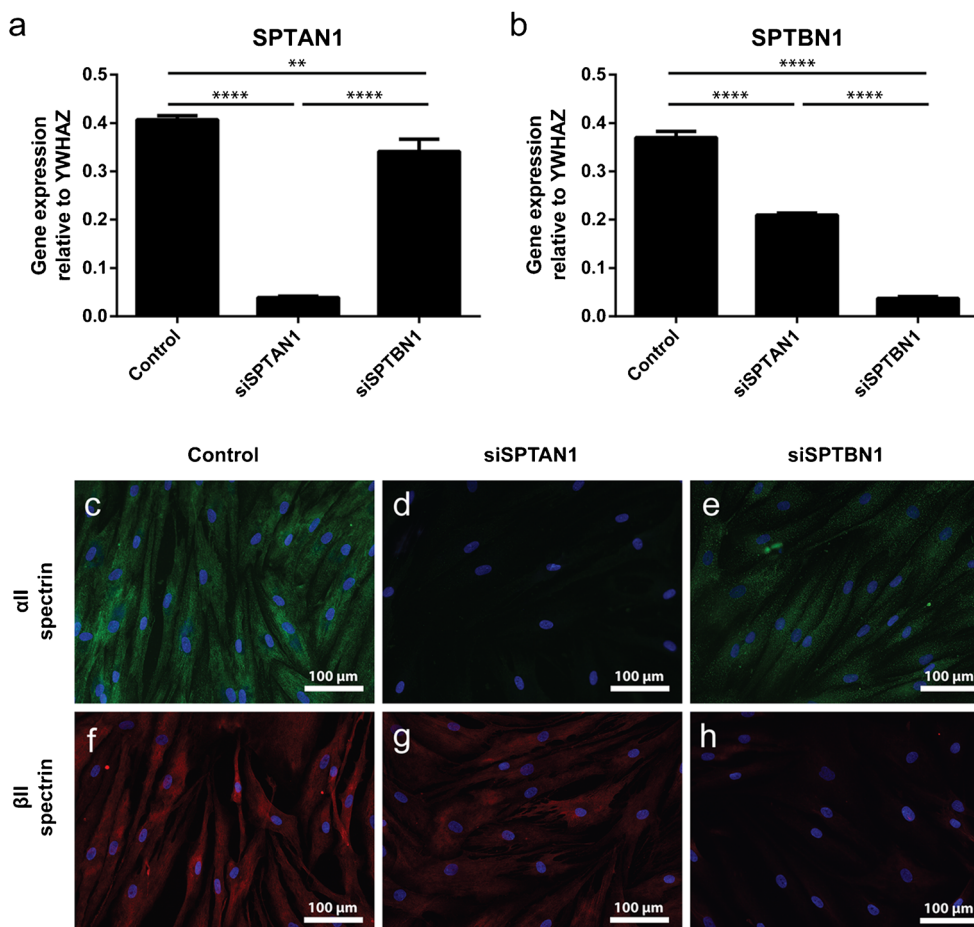 a
SPTAN1
Gene expression
relative to YWHAZ
0.5
0.4
0.3
0.2
0.1
0.0
**
****
****
Control
siSPTAN1
siSPTBN1
b
SPTBN1
Gene expression
relative to YWHAZ
0.5
0.4
0.3
0.2
0.1
0.0
****
****
****
Control
siSPTAN1
siSPTBN1
Control
siSPTAN1
siSPTBN1
αII
spectrin
c
100 µm
d
100 µm
e
100 µm
βII
spectrin
f
100 µm
g
100 µm
h
100 µm